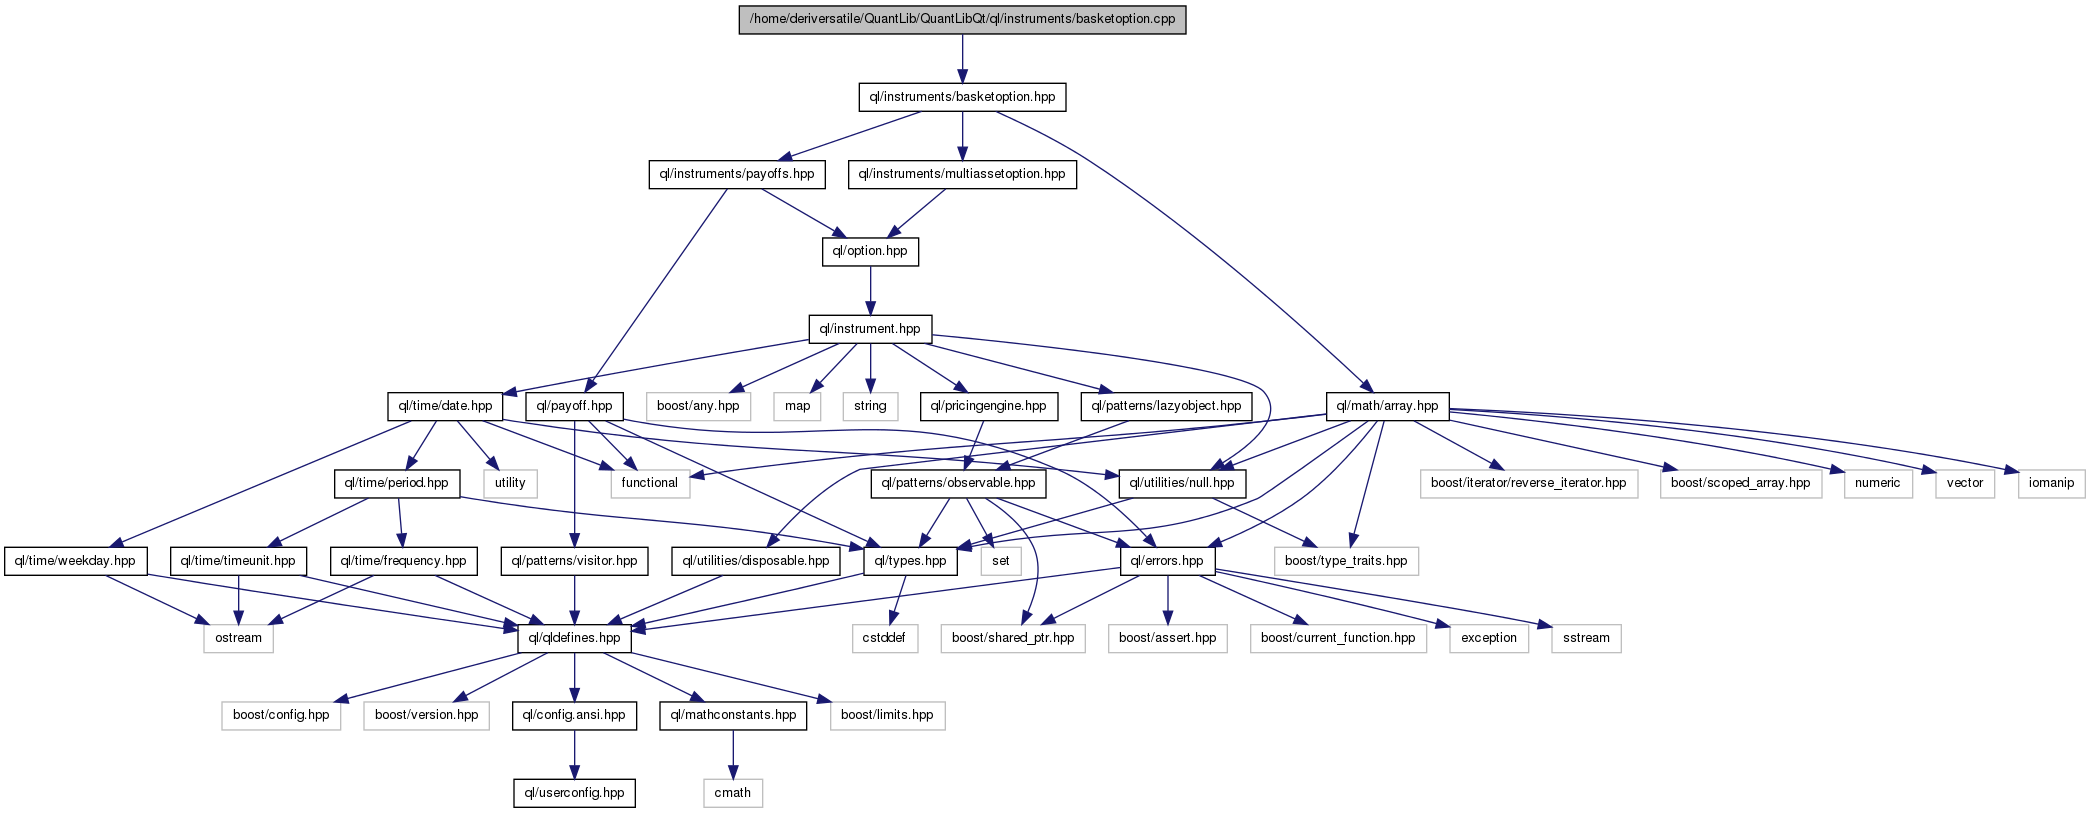 /home/deriversatile/QuantLib/QuantLibQt/ql/instruments/basketoption.cpp
ql/instruments/basketoption.hpp
ql/instruments/payoffs.hpp
ql/instruments/multiassetoption.hpp
ql/option.hpp
ql/instrument.hpp
ql/time/date.hpp
ql/payoff.hpp
boost/any.hpp
map
string
ql/pricingengine.hpp
ql/patterns/lazyobject.hpp
ql/math/array.hpp
ql/time/period.hpp
utility
functional
ql/patterns/observable.hpp
ql/utilities/null.hpp
boost/iterator/reverse_iterator.hpp
boost/scoped_array.hpp
numeric
vector
iomanip
ql/time/weekday.hpp
ql/time/timeunit.hpp
ql/time/frequency.hpp
ql/patterns/visitor.hpp
ql/utilities/disposable.hpp
ql/types.hpp
set
ql/errors.hpp
boost/type_traits.hpp
ostream
ql/qldefines.hpp
cstddef
boost/shared_ptr.hpp
boost/assert.hpp
boost/current_function.hpp
exception
sstream
boost/config.hpp
boost/version.hpp
ql/config.ansi.hpp
ql/mathconstants.hpp
boost/limits.hpp
ql/userconfig.hpp
cmath